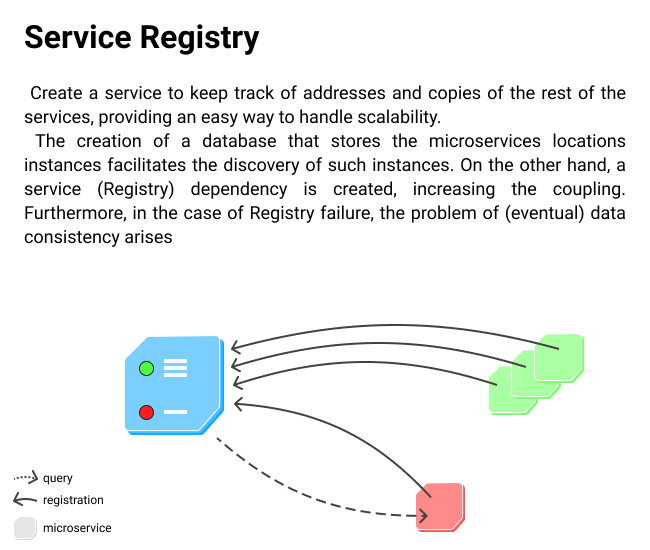 Service Registry
Create a service to keep track of addresses and copies of the rest of the
services, providing an easy way to handle scalability.
The creation of a database that stores the microservices locations
instances facilitates the discovery of such instances. On the other hand, a
service (Registry) dependency is created, increasing the coupling.
Furthermore, in the case of Registry failure, the problem of (eventual) data
consistency arises
query
registration
microservice